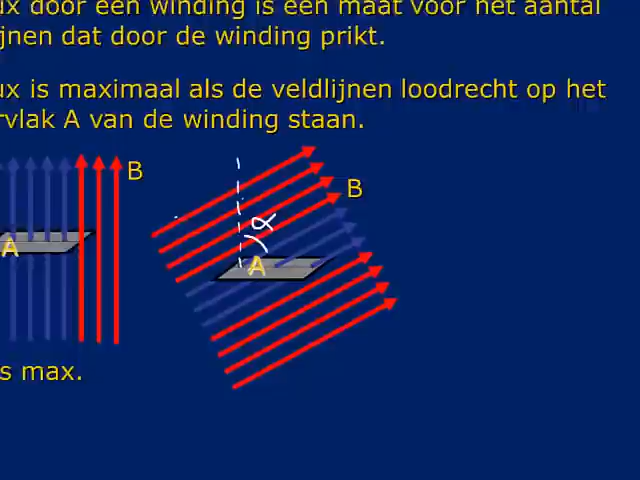 ux door een winding is een maat voor het aantal
ijnen dat door de winding prikt.
ux is maximaal als de veldlijnen loodrecht op het
rvlak A van de winding staan.
B
B
α
A
A
s max.